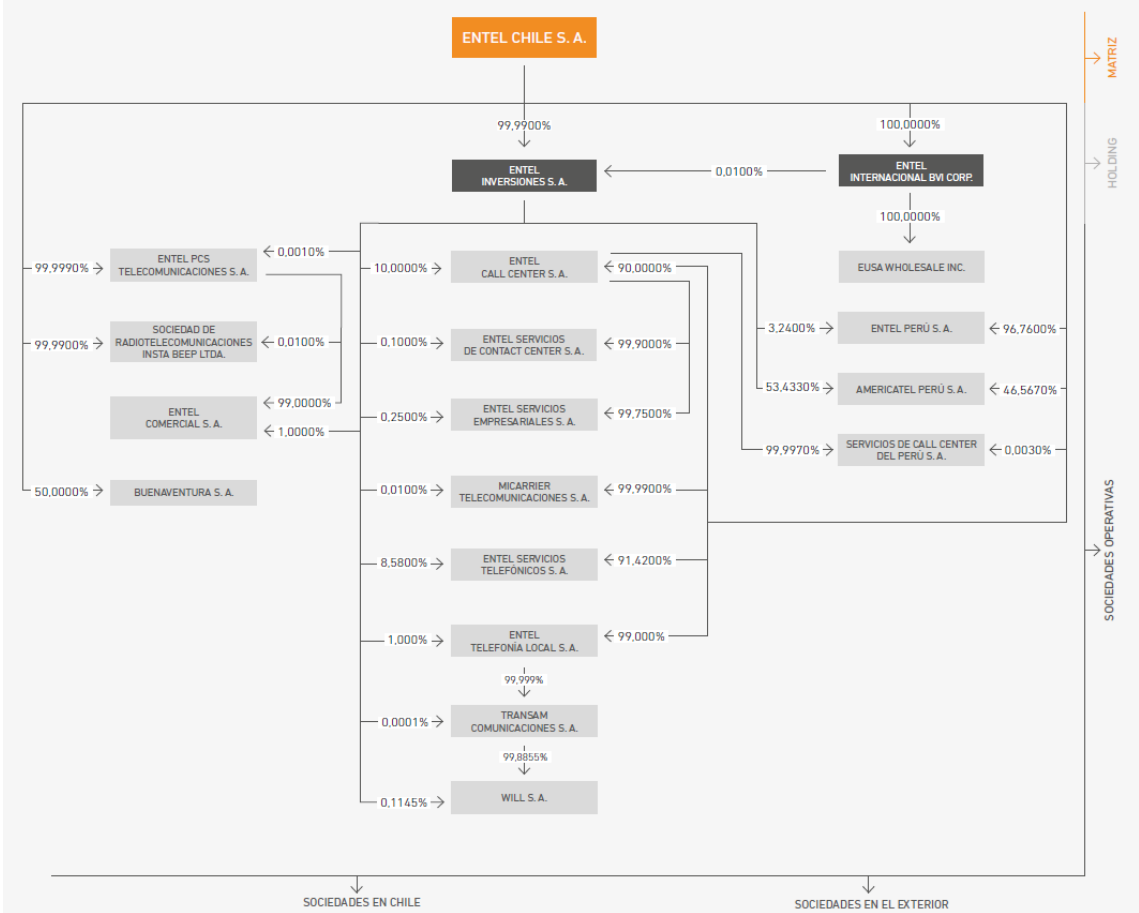 ENTEL CHILE S. A.
MATRIZ
99,9900%
100,0000%
ENTEL
INVERSIONES S. A.
0,0100%
ENTEL
INTERNACIONAL BVI CORP.
HOLDING
100,0000%
99,9990%
ENTEL PCS
TELECOMUNICACIONES S. A.
0,0010%
10,0000%
ENTEL
CALL CENTER S. A.
90,0000%
EUSA WHOLESALE INC.
99,9900%
SOCIEDAD DE
RADIOTELECOMUNICACIONES
INSTA BEEP LTDA.
0,0100%
0,1000%
ENTEL SERVICIOS
DE CONTACT CENTER S. A.
99,9000%
3,2400%
ENTEL PERÚ S. A.
96,7600%
ENTEL
COMERCIAL S. A.
99,0000%
1,0000%
0,2500%
ENTEL SERVICIOS
EMPRESARIALES S. A.
99,7500%
53,4330%
AMERICATEL PERÚ S. A.
46,5670%
99,9970%
SERVICIOS DE CALL CENTER
DEL PERÚ S. A.
0,0030%
50,0000%
BUENAVENTURA S. A.
0,0100%
MICARRIER
TELECOMUNICACIONES S. A.
99,9900%
8,5800%
ENTEL SERVICIOS
TELEFÓNICOS S. A.
91,4200%
SOCIEDADES OPERATIVAS
1,000%
ENTEL
TELEFONÍA LOCAL S. A.
99,000%
99,999%
0,0001%
TRANSAM
COMUNICACIONES S. A.
99,8855%
0,1145%
WILL S. A.
SOCIEDADES EN CHILE
SOCIEDADES EN EL EXTERIOR